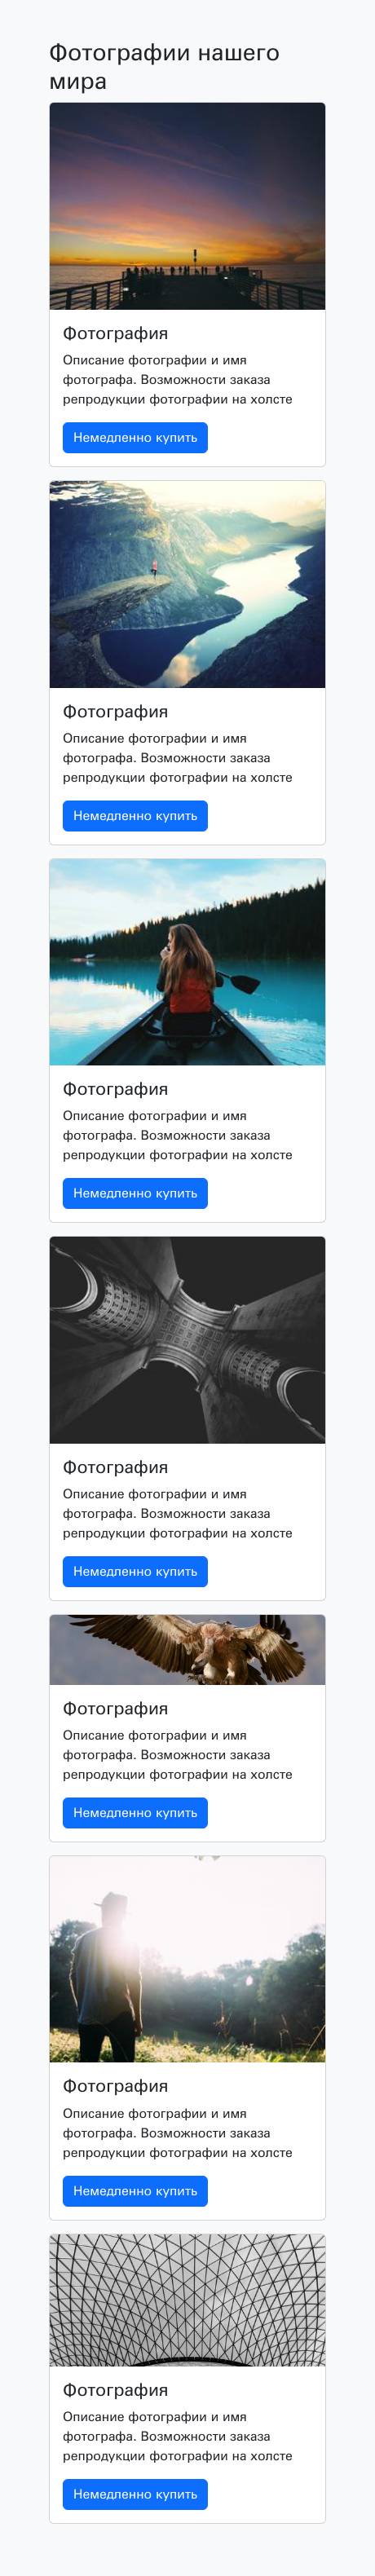 Фотографии нашего
мира
Фотография
Описание фотографии и имя
фотографа. Возможности заказа
репродукции фотографии на холсте
Немедленно купить
Фотография
Описание фотографии и имя
фотографа. Возможности заказа
репродукции фотографии на холсте
Немедленно купить
Фотография
Описание фотографии и имя
фотографа. Возможности заказа
репродукции фотографии на холсте
Немедленно купить
Фотография
Описание фотографии и имя
фотографа. Возможности заказа
репродукции фотографии на холсте
Немедленно купить
Фотография
Описание фотографии и имя
фотографа. Возможности заказа
репродукции фотографии на холсте
Немедленно купить
Фотография
Описание фотографии и имя
фотографа. Возможности заказа
репродукции фотографии на холсте
Немедленно купить
Фотография
Описание фотографии и имя
фотографа. Возможности заказа
репродукции фотографии на холсте
Немедленно купить